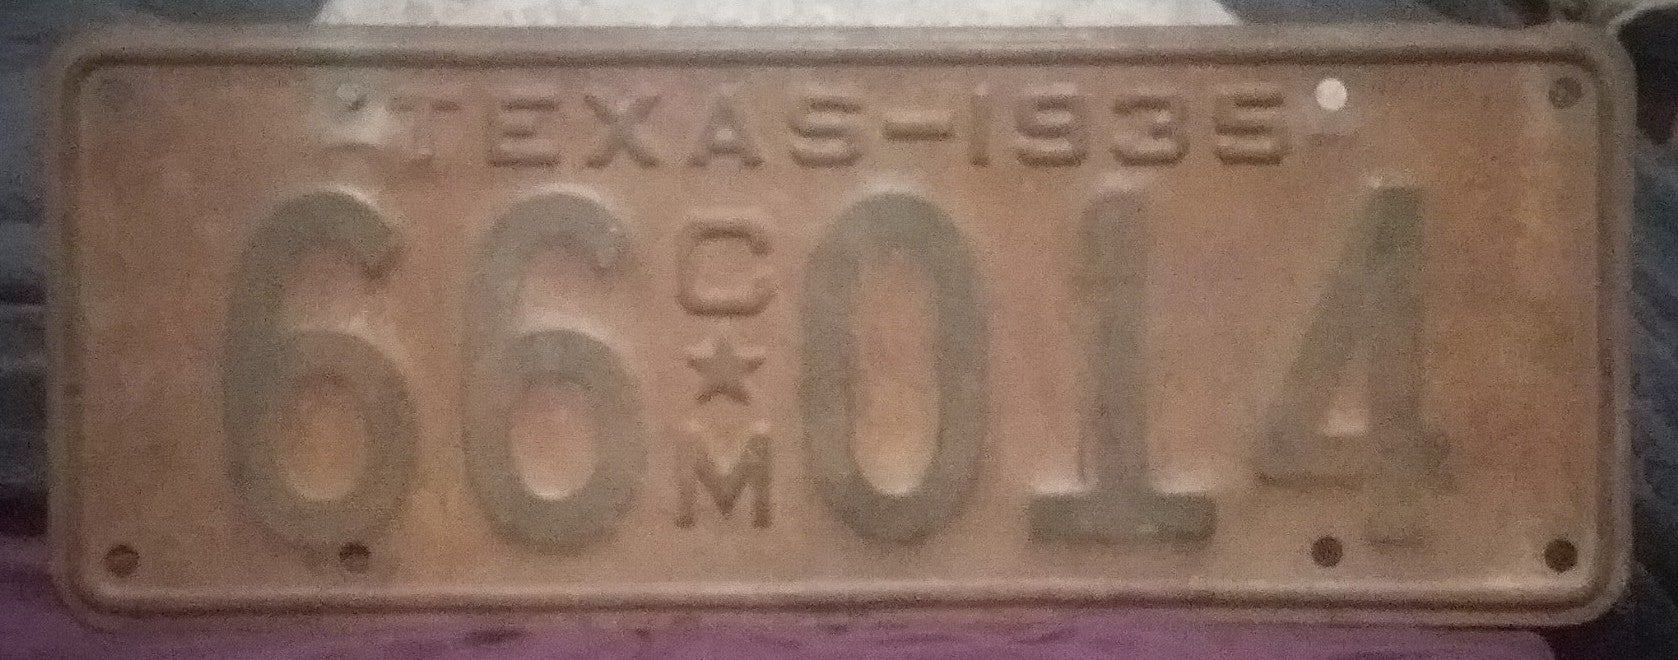 TEXAS-1935
66 C★M 014